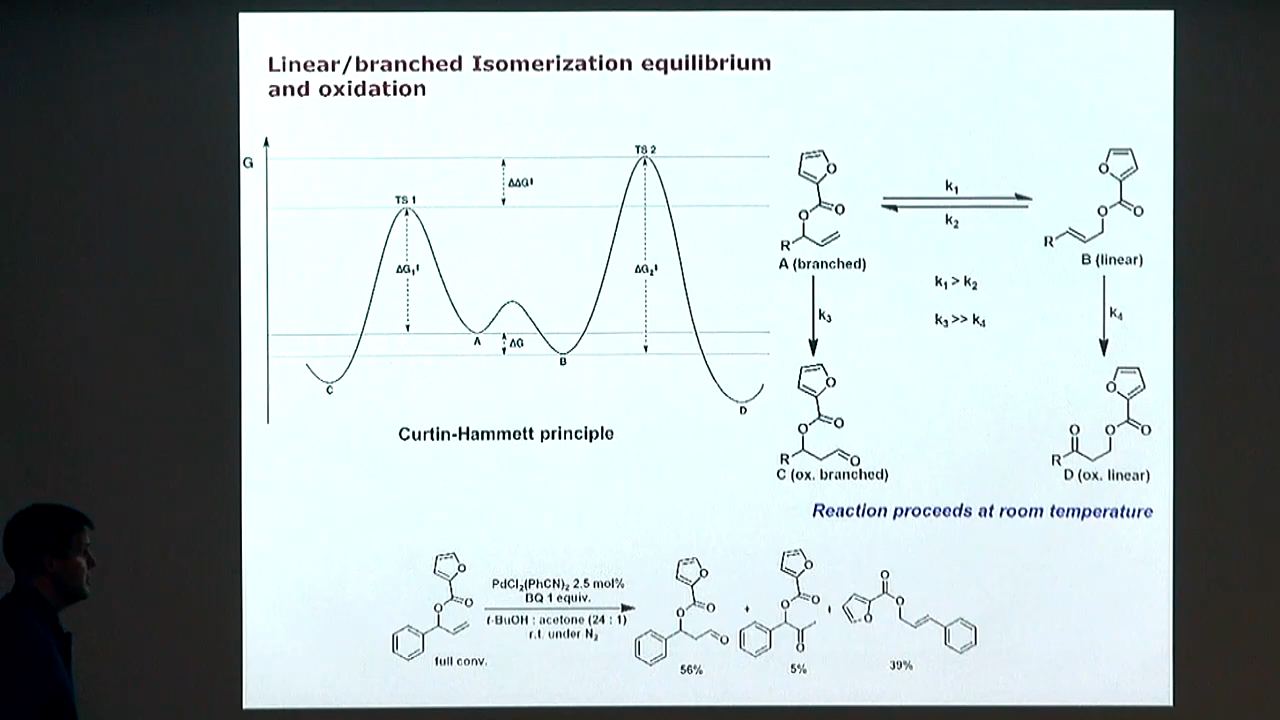 Linear/branched Isomerization equilibrium
and oxidation
G
TS 1
TS 2
ΔΔG‡
ΔG₁‡
ΔG₂‡
A
ΔG
B
C
D
Curtin-Hammett principle
O
O
O
R
A (branched)
k₁
k₂
O
O
O
R
B (linear)
k₁ > k₂
k₃ >> k₄
k₃
k₄
O
O
O
R
O
C (ox. branched)
O
O
O
O
R
D (ox. linear)
Reaction proceeds at room temperature
O
O
O
full conv.
PdCl₂(PhCN)₂ 2.5 mol%
BQ 1 equiv.
t-BuOH : acetone (24 : 1)
r.t. under N₂
O
O
O
O
56%
+
O
O
O
O
5%
+
O
O
O
39%